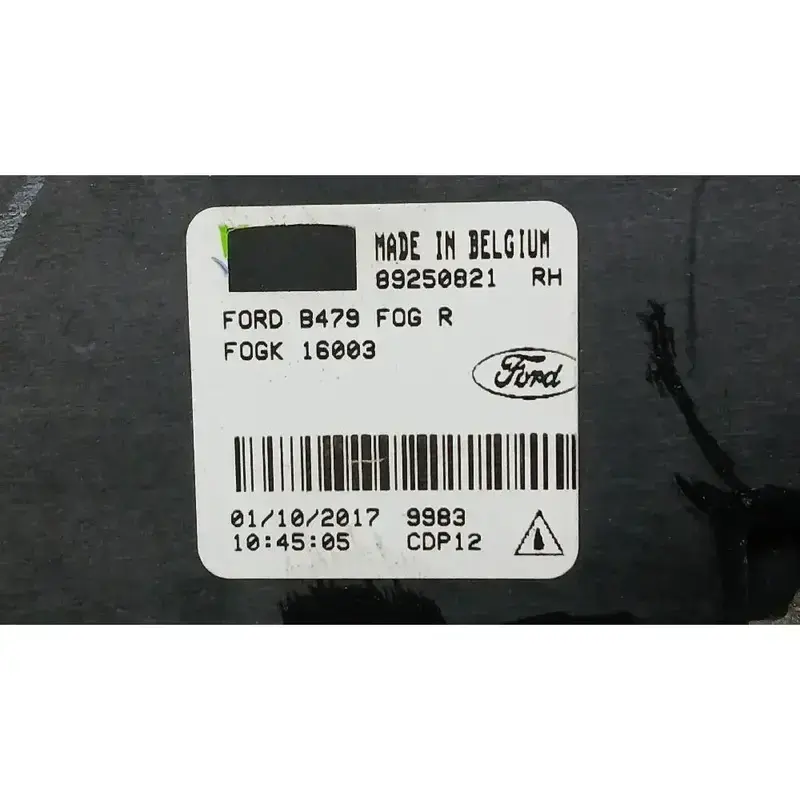 MADE IN BELGIUM
89250821 RH
FORD B479 FOG R
FOGK 16003
Ford
01/10/2017 9983
10:45:05 CDP12